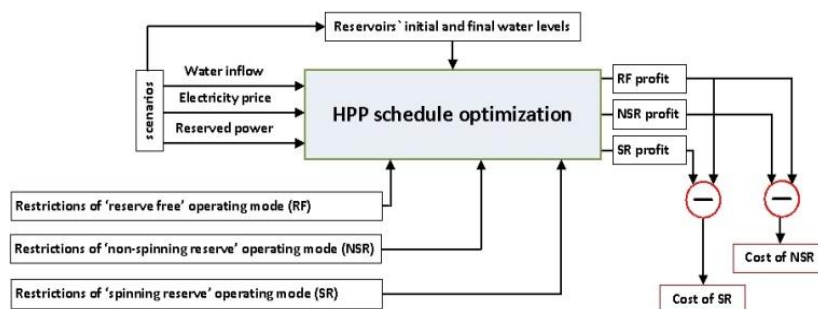 Reservoirs` initial and final water levels
scenarios
Water inflow
Electricity price
Reserved power
HPP schedule optimization
RF profit
NSR profit
SR profit
Restrictions of ‘reserve free’ operating mode (RF)
Restrictions of ‘non-spinning reserve’ operating mode (NSR)
Restrictions of ‘spinning reserve’ operating mode (SR)
Cost of NSR
Cost of SR